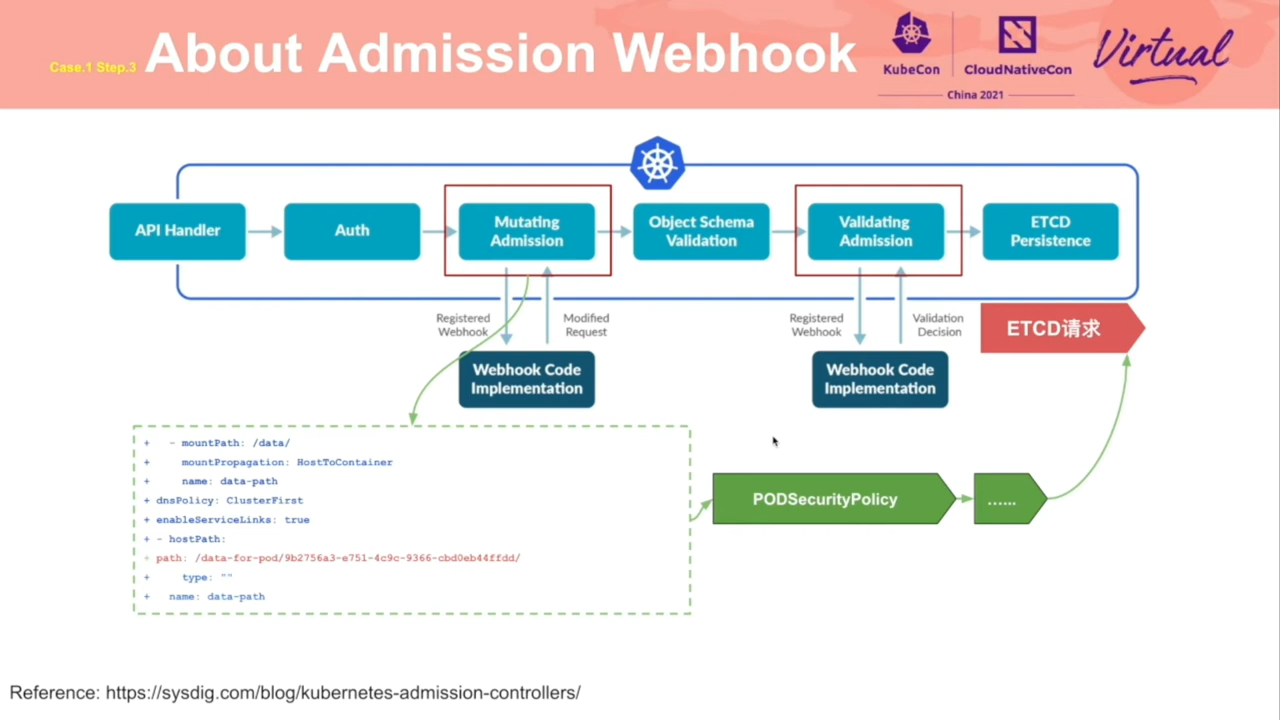 Case.1 Step.3 About Admission Webhook
KubeCon
CloudNativeCon
China 2021
Virtual
API Handler
Auth
Mutating
Admission
Object Schema
Validation
Validating
Admission
ETCD
Persistence
Registered
Webhook
Modified
Request
Registered
Webhook
Validation
Decision
ETCD请求
Webhook Code
Implementation
Webhook Code
Implementation
+ - mountPath: /data/
+ mountPropagation: HostToContainer
+ name: data-path
+ dnsPolicy: ClusterFirst
+ enableServiceLinks: true
+ - hostPath:
+ path: /data-for-pod/9b2756a3-e751-4c9c-9366-cbd0eb44ffdd/
+ type: ""
+ name: data-path
PODSecurityPolicy
......
Reference: https://sysdig.com/blog/kubernetes-admission-controllers/